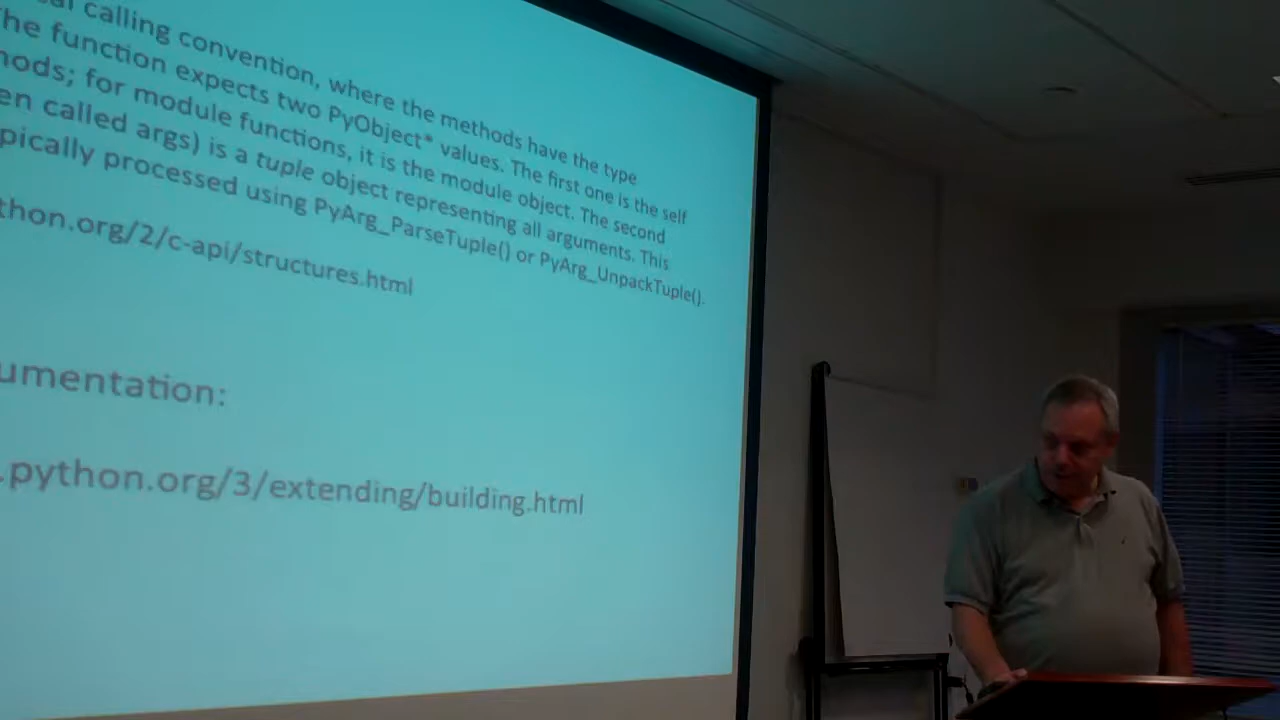 calling convention, where the methods have the type
The function expects two PyObject* values. The first one is the self
hods; for module functions, it is the module object. The second
en called args) is a tuple object representing all arguments. This
pically processed using PyArg_ParseTuple() or PyArg_UnpackTuple().
thon.org/2/c-api/structures.html
umentation:
.python.org/3/extending/building.html